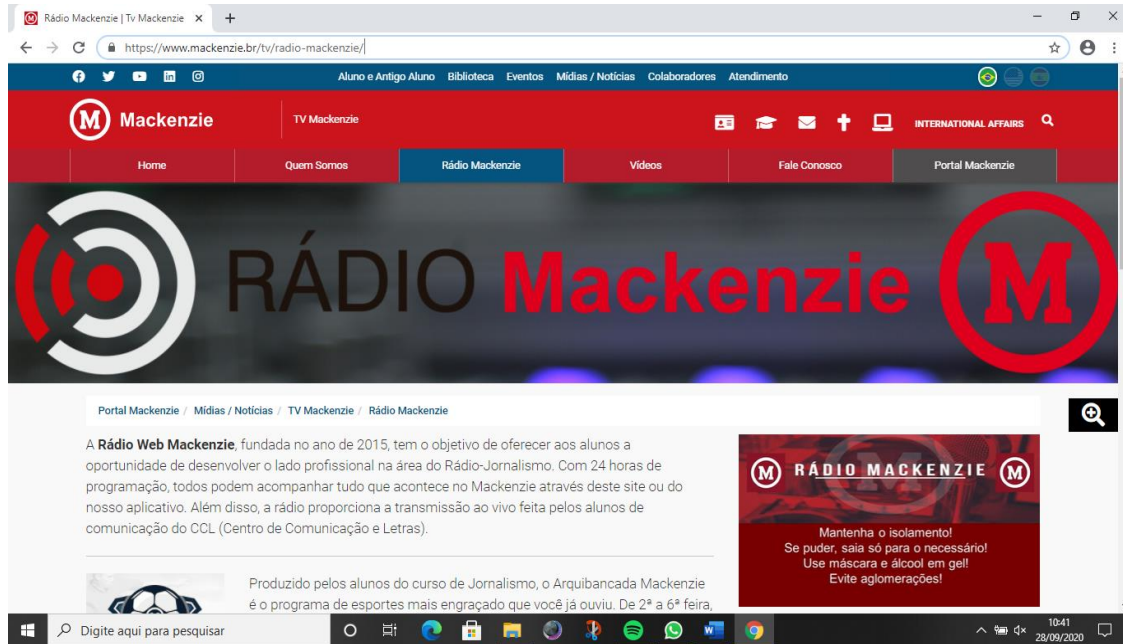 Rádio Mackenzie | Tv Mackenzie
https://www.mackenzie.br/tv/radio-mackenzie/
Aluno e Antigo Aluno Biblioteca Eventos Mídias / Notícias Colaboradores Atendimento
M Mackenzie TV Mackenzie INTERNATIONAL AFFAIRS
Home Quem Somos Rádio Mackenzie Vídeos Fale Conosco Portal Mackenzie
RÁDIO Mackenzie M
Portal Mackenzie / Mídias / Notícias / TV Mackenzie / Rádio Mackenzie
A Rádio Web Mackenzie, fundada no ano de 2015, tem o objetivo de oferecer aos alunos a
oportunidade de desenvolver o lado profissional na área do Rádio-Jornalismo. Com 24 horas de
programação, todos podem acompanhar tudo que acontece no Mackenzie através deste site ou do
nosso aplicativo. Além disso, a rádio proporciona a transmissão ao vivo feita pelos alunos de
comunicação do CCL (Centro de Comunicação e Letras).
M RÁDIO MACKENZIE M
Mantenha o isolamento!
Se puder, saia só para o necessário!
Use máscara e álcool em gel!
Evite aglomerações!
Produzido pelos alunos do curso de Jornalismo, o Arquibancada Mackenzie
é o programa de esportes mais engraçado que você já ouviu. De 2ª a 6ª feira,
Digite aqui para pesquisar
10:41
28/09/2020